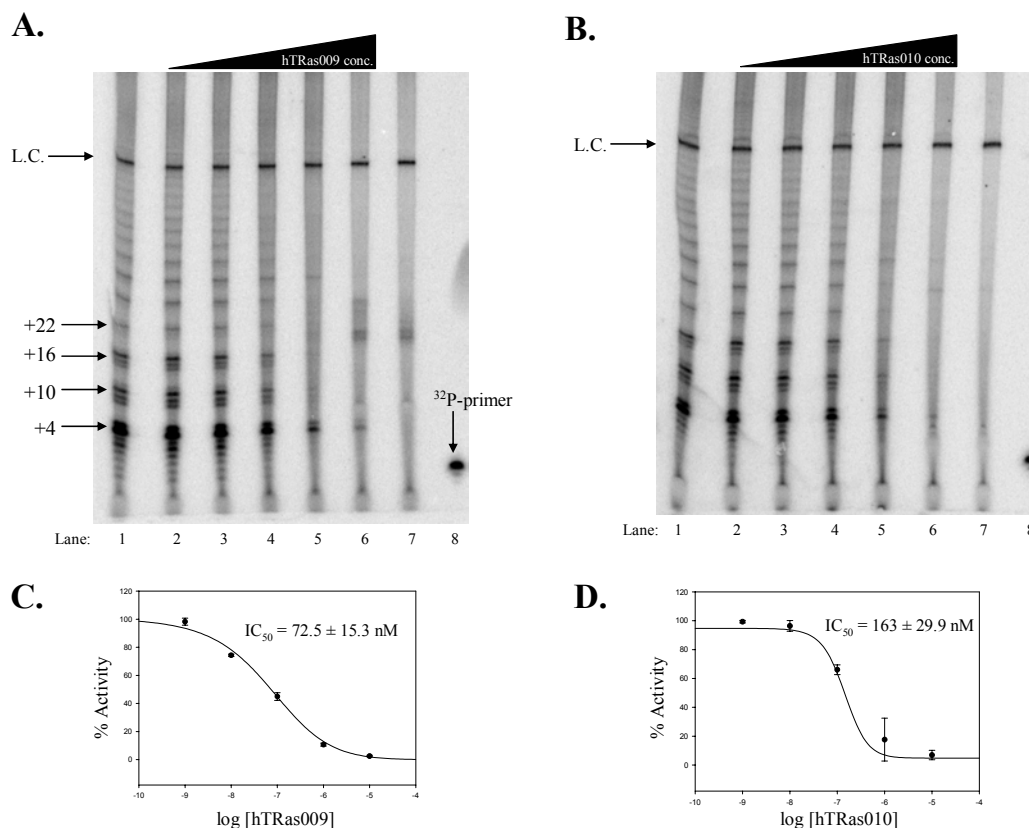 A.
hTRas009 conc.
L.C.
+22
+16
+10
+4
³²P-primer
Lane: 1 2 3 4 5 6 7 8
B.
hTRas010 conc.
L.C.
Lane: 1 2 3 4 5 6 7 8
C.
IC₅₀ = 72.5 ± 15.3 nM
% Activity
120
100
80
60
40
20
0
-10 -9 -8 -7 -6 -5 -4
log [hTRas009]
D.
IC₅₀ = 163 ± 29.9 nM
% Activity
120
100
80
60
40
20
0
-10 -9 -8 -7 -6 -5 -4
log [hTRas010]